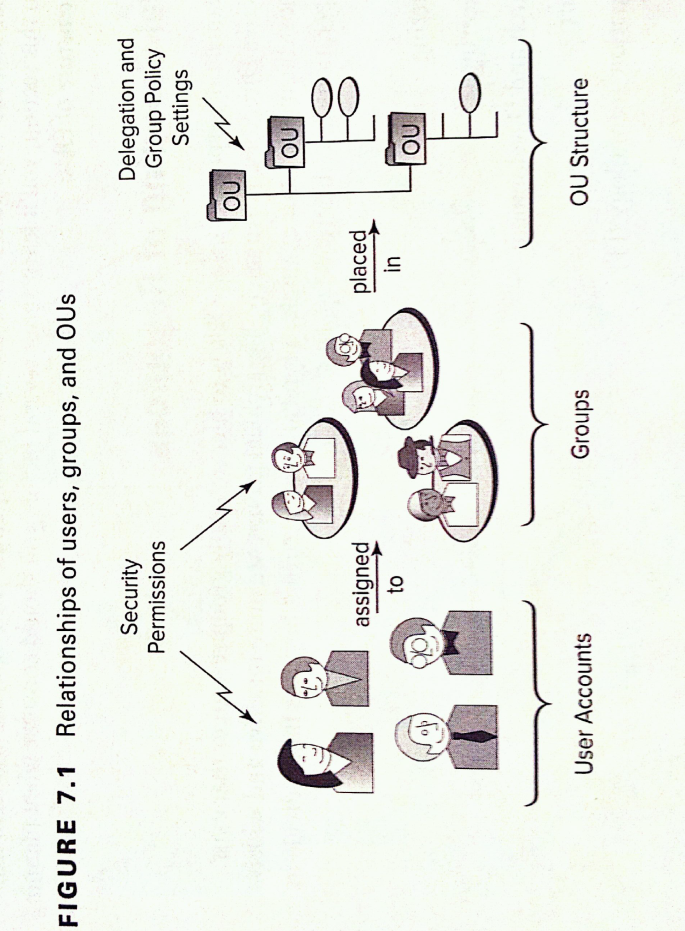 FIGURE 7.1 Relationships of users, groups, and OUs
Security
Permissions
Delegation and
Group Policy
Settings
OU
OU
OU
assigned
to
placed
in
User Accounts
Groups
OU Structure